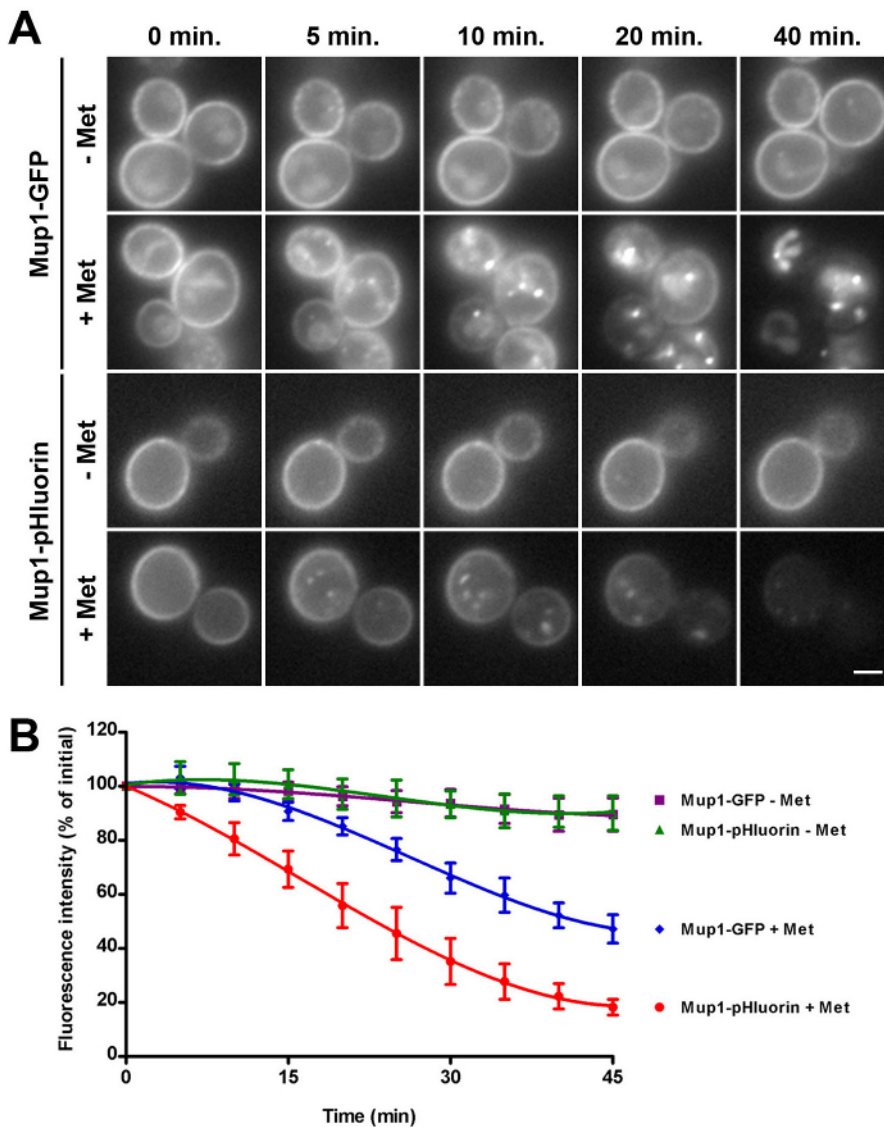 A
0 min. 5 min. 10 min. 20 min. 40 min.
Mup1-GFP
- Met
+ Met
Mup1-pHluorin
- Met
+ Met
B
Fluorescence intensity (% of initial)
120
100
80
60
40
20
0
0 15 30 45
Time (min)
Mup1-GFP - Met
Mup1-pHluorin - Met
Mup1-GFP + Met
Mup1-pHluorin + Met